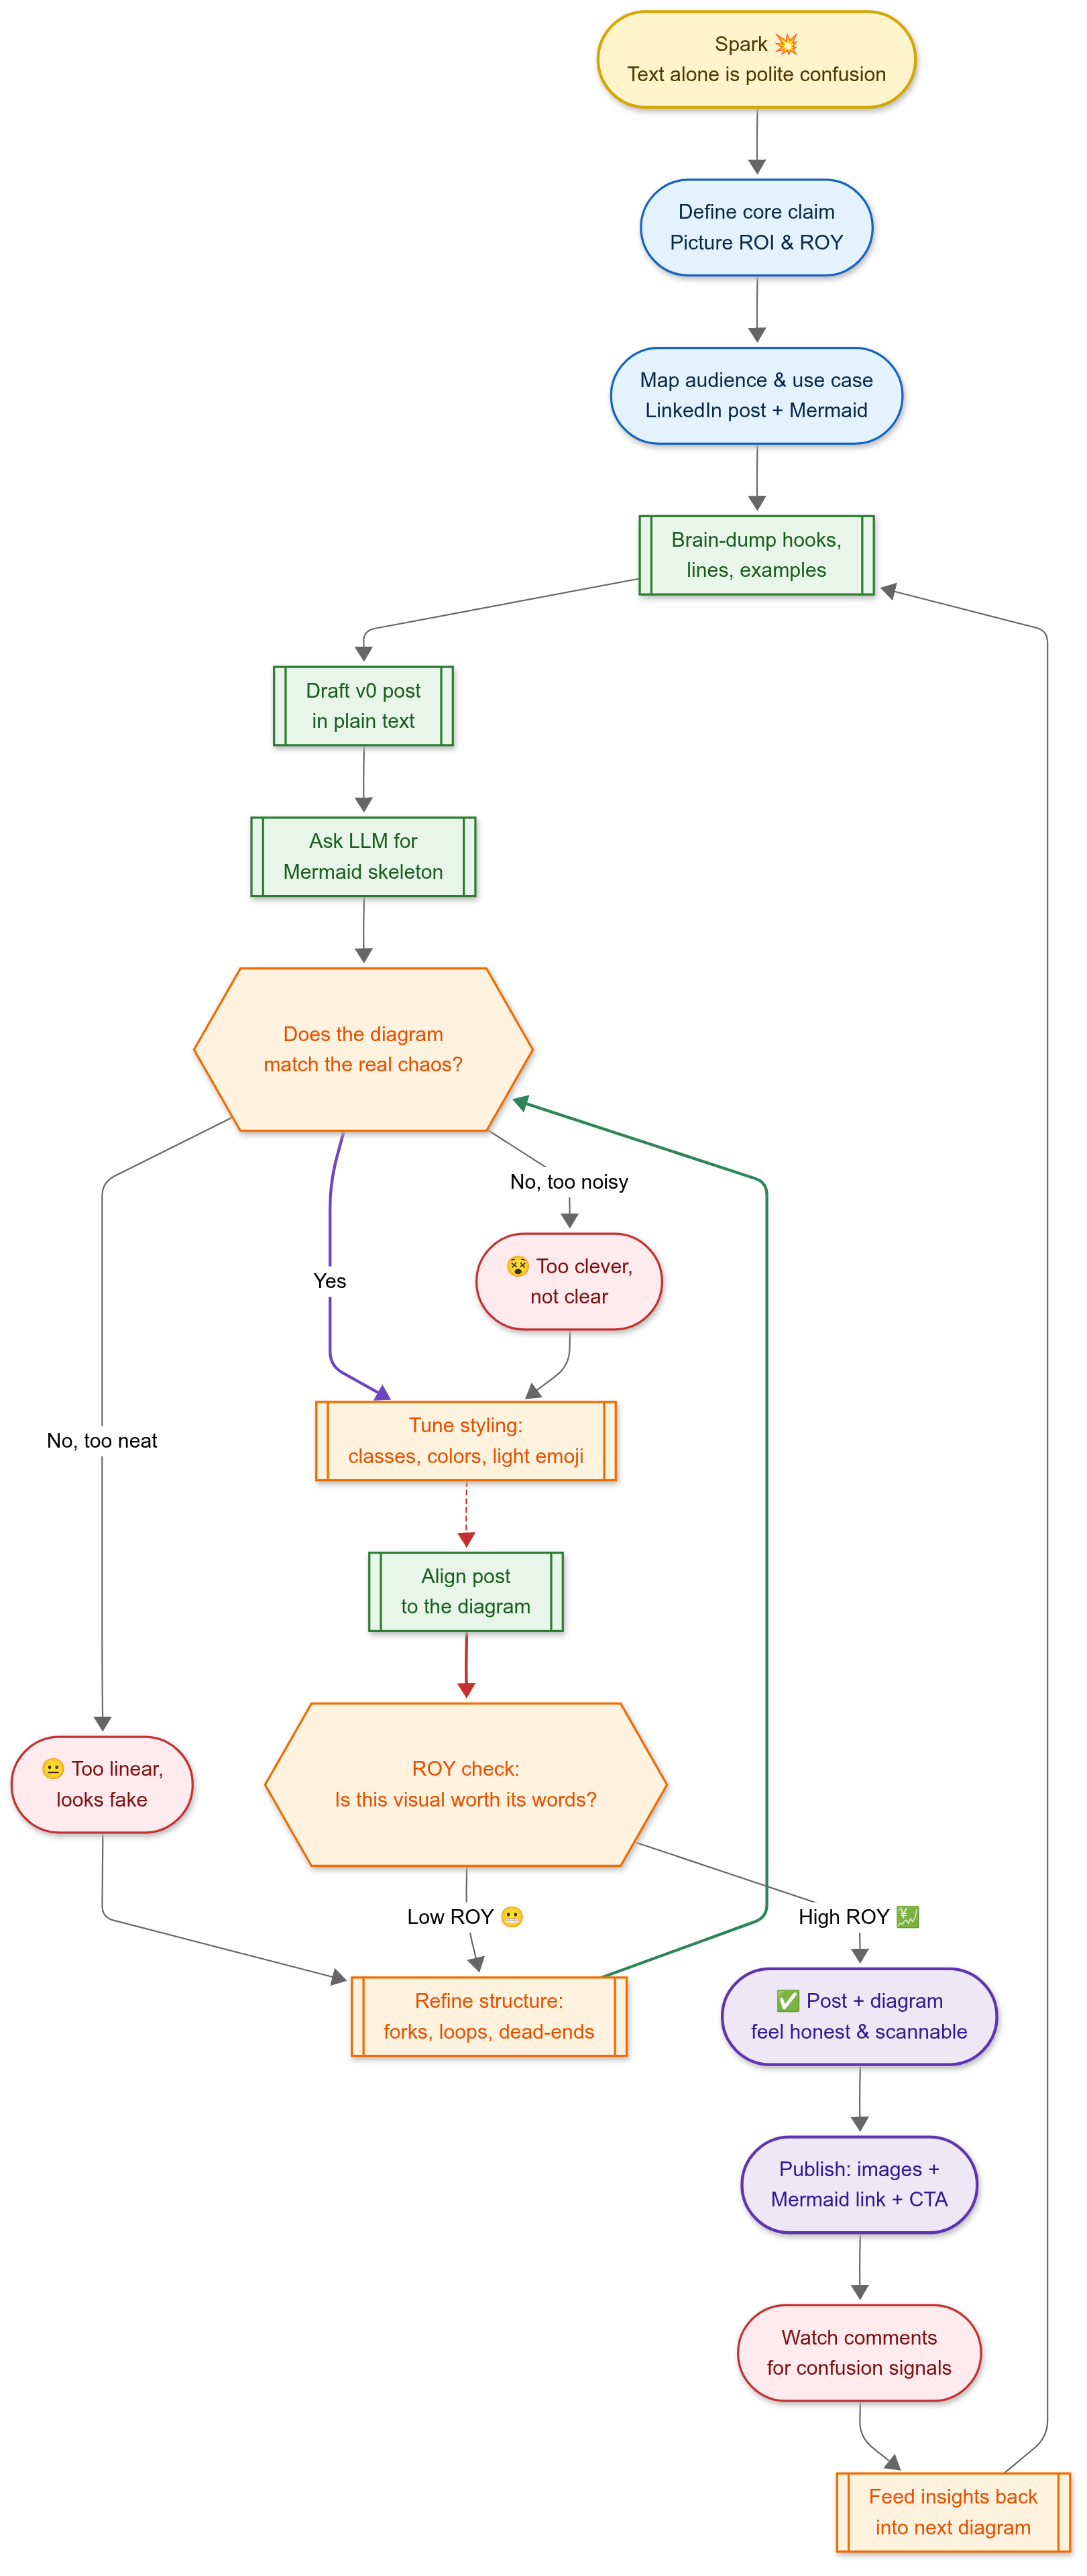 Spark 💥
Text alone is polite confusion
Define core claim
Picture ROI & ROY
Map audience & use case
LinkedIn post + Mermaid
Brain-dump hooks,
lines, examples
Draft v0 post
in plain text
Ask LLM for
Mermaid skeleton
Does the diagram
match the real chaos?
No, too noisy
😵 Too clever,
not clear
Yes
No, too neat
Tune styling:
classes, colors, light emoji
Align post
to the diagram
😐 Too linear,
looks fake
ROY check:
Is this visual worth its words?
Low ROY 😬
High ROY 💹
Refine structure:
forks, loops, dead-ends
✅ Post + diagram
feel honest & scannable
Publish: images +
Mermaid link + CTA
Watch comments
for confusion signals
Feed insights back
into next diagram